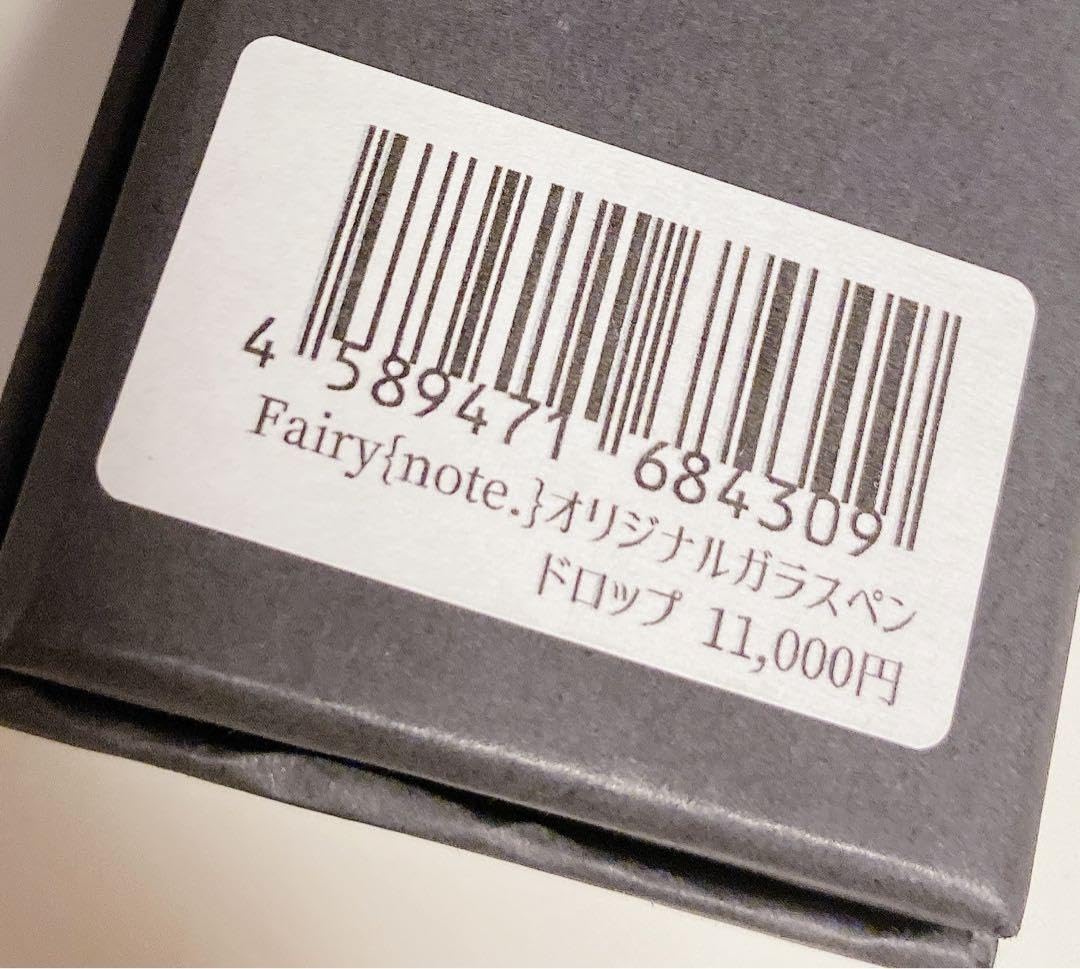 4 589471 684309
Fairy{note.}オリジナルガラスペン
ドロップ 11,000円